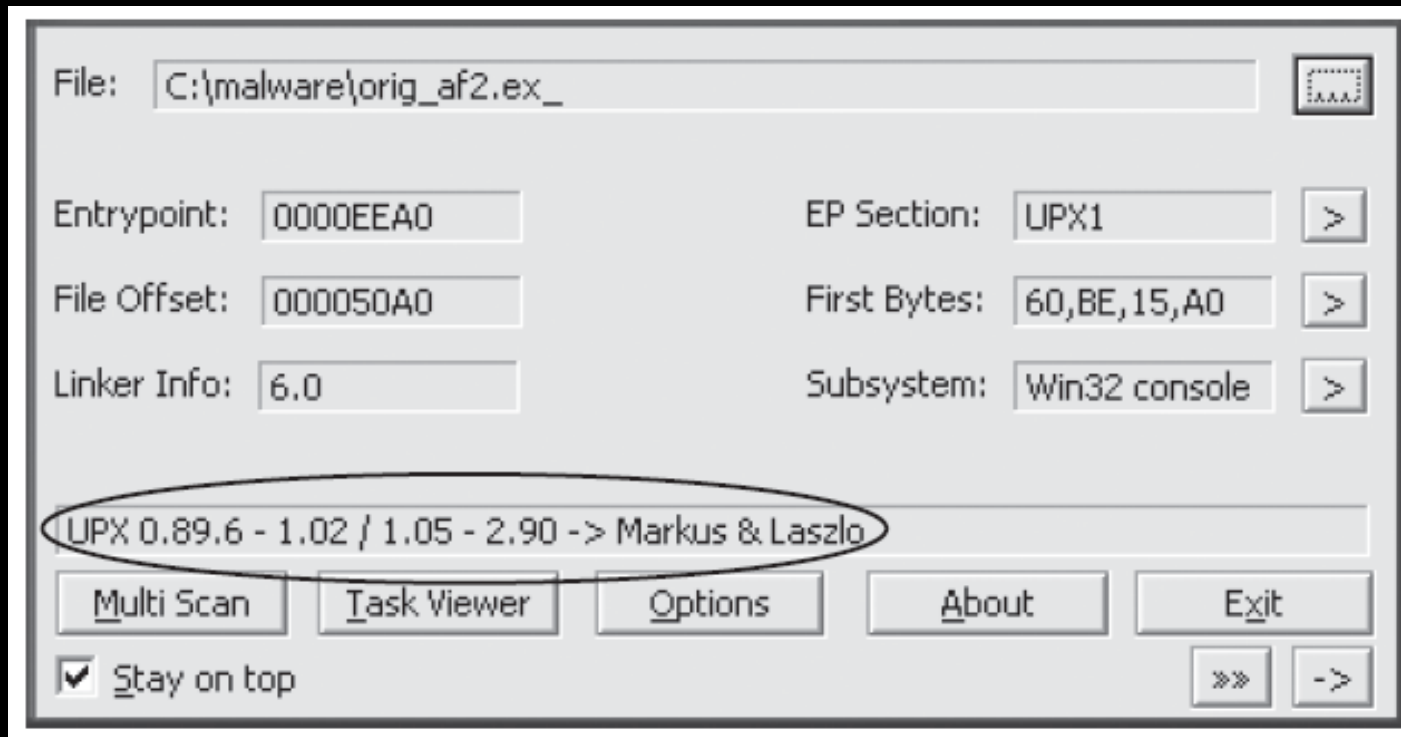 File: C:\malware\orig_af2.ex_ ...
Entrypoint: 0000EEA0 EP Section: UPX1 >
File Offset: 000050A0 First Bytes: 60,BE,15,A0 >
Linker Info: 6.0 Subsystem: Win32 console >
UPX 0.89.6 - 1.02 / 1.05 - 2.90 -> Markus & Laszlo
Multi Scan Task Viewer Options About Exit
Stay on top »» ->